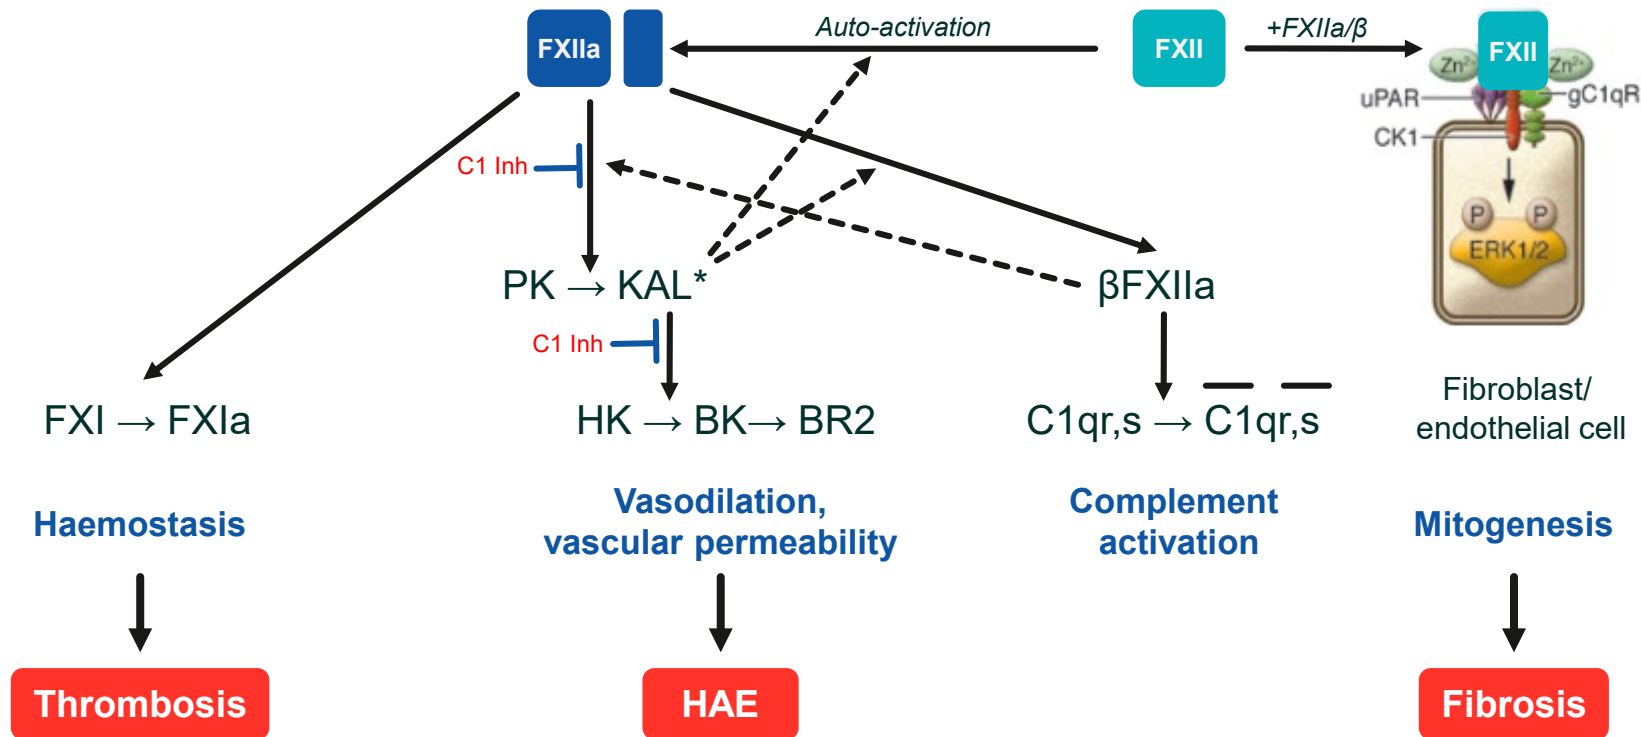 FXIIa
Auto-activation
FXII
+FXIIa/β
FXII
Zn²⁺
Zn²⁺
uPAR
gC1qR
CK1
C1 Inh
P
P
ERK1/2
PK → KAL*
βFXIIa
C1 Inh
FXI → FXIa
HK → BK→ BR2
C1qr,s → C1qr,s
Fibroblast/
endothelial cell
Haemostasis
Vasodilation,
vascular permeability
Complement
activation
Mitogenesis
Thrombosis
HAE
Fibrosis